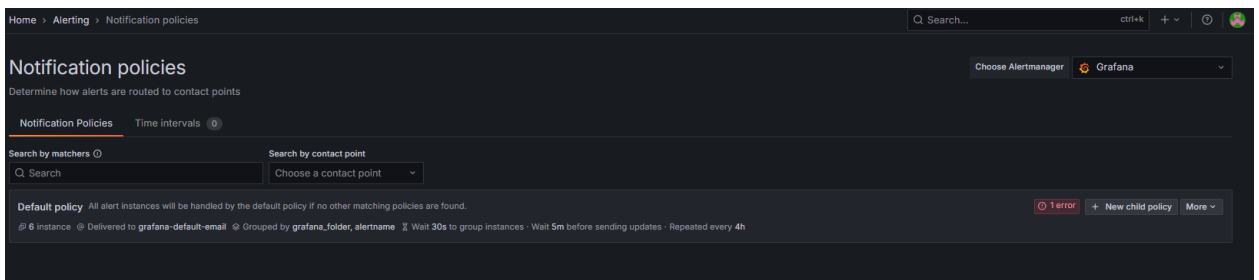 Home > Alerting > Notification policies
Search... ctrl+k
Notification policies
Choose Alertmanager Grafana
Determine how alerts are routed to contact points
Notification Policies Time intervals 0
Search by matchers Search by contact point
Search Choose a contact point
Default policy All alert instances will be handled by the default policy if no other matching policies are found. 1 error + New child policy More
6 instance @ Delivered to grafana-default-email Grouped by grafana_folder, alertname Wait 30s to group instances · Wait 5m before sending updates · Repeated every 4h